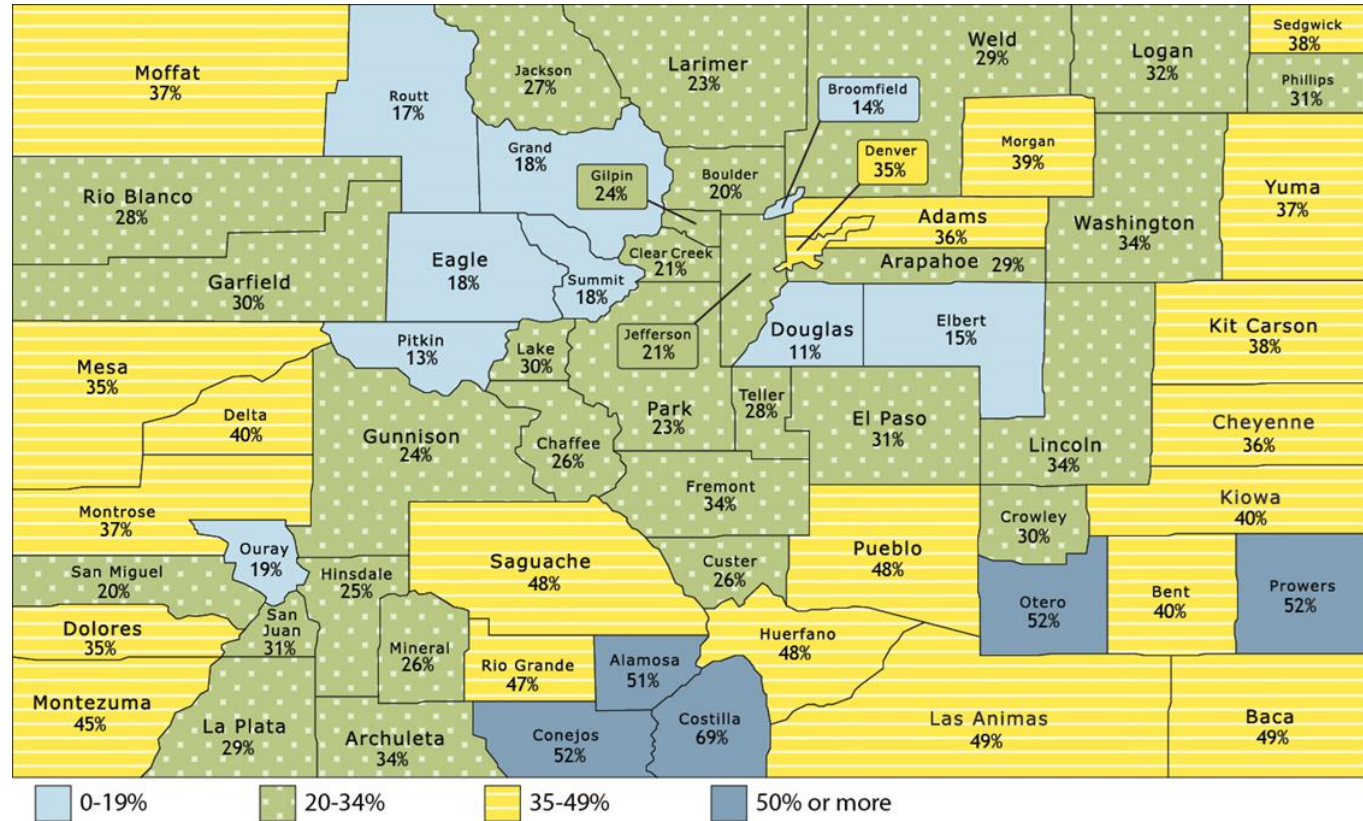 Moffat
37%
Routt
17%
Jackson
27%
Larimer
23%
Weld
29%
Logan
32%
Sedgwick
38%
Phillips
31%
Broomfield
14%
Grand
18%
Gilpin
24%
Boulder
20%
Denver
35%
Morgan
39%
Yuma
37%
Rio Blanco
28%
Adams
36%
Washington
34%
Garfield
30%
Eagle
18%
Summit
18%
Clear Creek
21%
Arapahoe 29%
Mesa
35%
Pitkin
13%
Lake
30%
Jefferson
21%
Douglas
11%
Elbert
15%
Kit Carson
38%
Delta
40%
Gunnison
24%
Chaffee
26%
Park
23%
Teller
28%
El Paso
31%
Lincoln
34%
Cheyenne
36%
Montrose
37%
Fremont
34%
Crowley
30%
Kiowa
40%
Ouray
19%
San Miguel
20%
Hinsdale
25%
Saguache
48%
Custer
26%
Pueblo
48%
Otero
52%
Bent
40%
Prowers
52%
Dolores
35%
San
Juan
31%
Mineral
26%
Rio Grande
47%
Alamosa
51%
Huerfano
48%
Montezuma
45%
La Plata
29%
Archuleta
34%
Conejos
52%
Costilla
69%
Las Animas
49%
Baca
49%
0-19%
20-34%
35-49%
50% or more